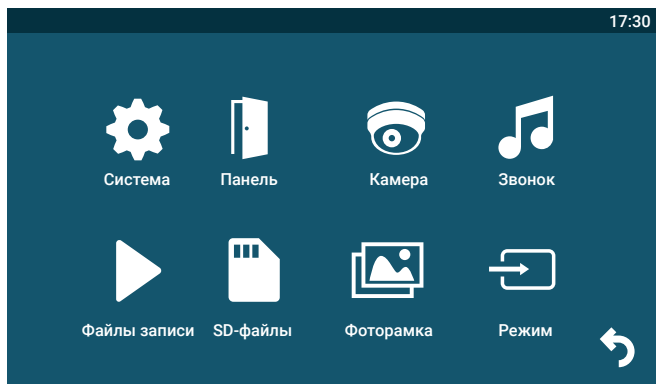 17:30
Система
Панель
Камера
Звонок
Файлы записи
SD-файлы
Фоторамка
Режим